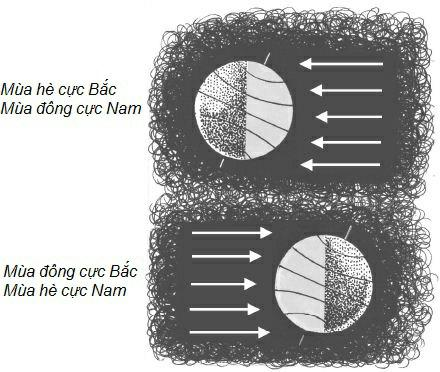 Mùa hè cực Bắc
Mùa đông cực Nam
Mùa đông cực Bắc
Mùa hè cực Nam